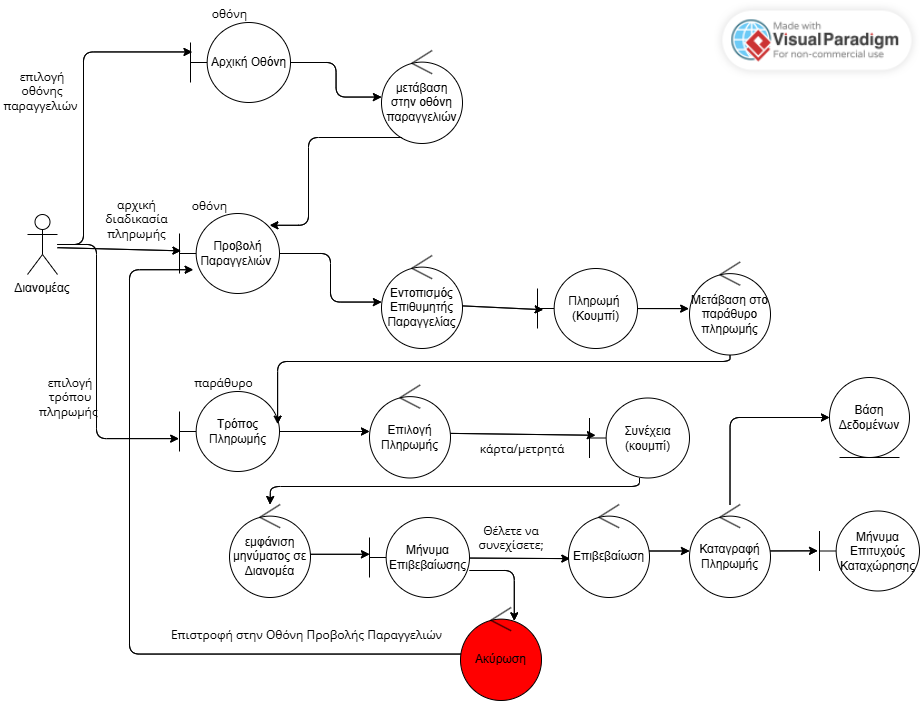 οθόνη
Αρχική Οθόνη
Made with
Visual Paradigm
For non-commercial use
επιλογή
οθόνης
παραγγελιών
μετάβαση
στην οθόνη
παραγγελιών
αρχική
διαδικασία
πληρωμής
οθόνη
Προβολή
Παραγγελιών
Διανομέας
Εντοπισμός
Επιθυμητής
Παραγγελίας
Πληρωμή
(Κουμπί)
Μετάβαση στο
παράθυρο
πληρωμής
επιλογή
τρόπου
πληρωμής
παράθυρο
Τρόπος
Πληρωμής
Επιλογή
Πληρωμής
κάρτα/μετρητά
Συνέχεια
(κουμπί)
Βάση
Δεδομένων
εμφάνιση
μηνύματος σε
Διανομέα
Μήνυμα
Επιβεβαίωσης
Θέλετε να
συνεχίσετε;
Επιβεβαίωση
Καταγραφή
Πληρωμής
Μήνυμα
Επιτυχούς
Καταχώρησης
Επιστροφή στην Οθόνη Προβολής Παραγγελιών
Ακύρωση